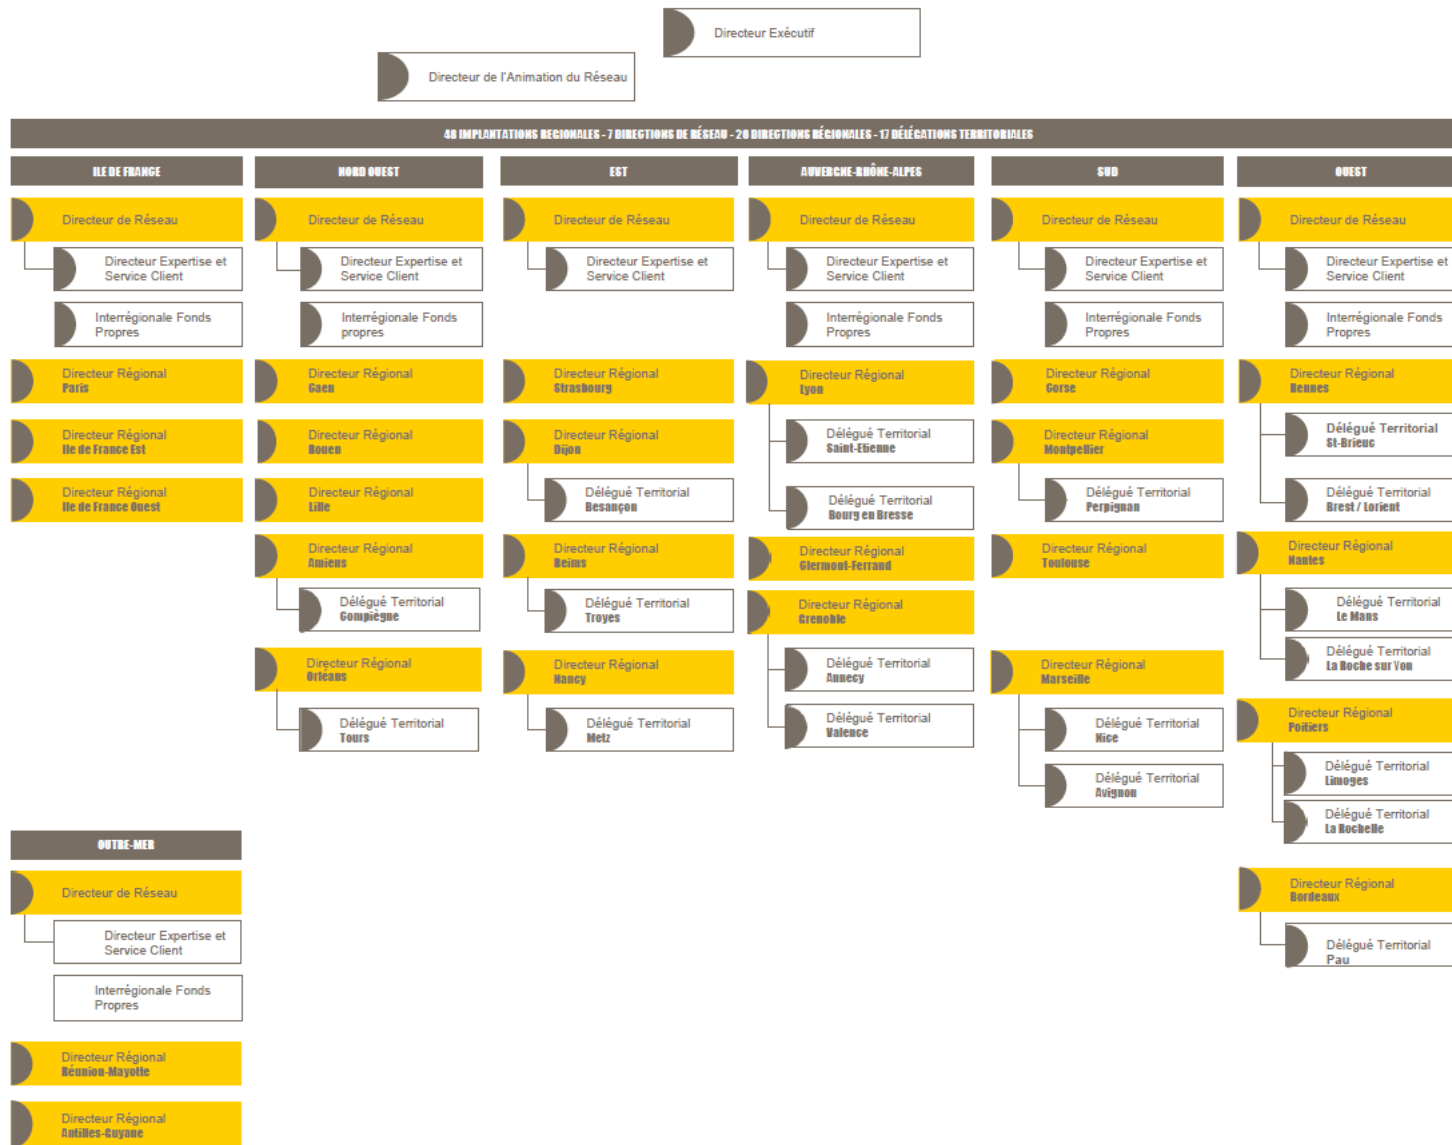 Directeur Exécutif
Directeur de l'Animation du Réseau
48 IMPLANTATIONS REGIONALES - 7 DIRECTIONS DE RÉSEAU - 26 DIRECTIONS RÉGIONALES - 17 DÉLÉGATIONS TERRITORIALES
ILE DE FRANCE
Directeur de Réseau
Directeur Expertise et
Service Client
Interrégionale Fonds
Propres
Directeur Régional
Paris
Directeur Régional
Ile de France Est
Directeur Régional
Ile de France Ouest
NORD OUEST
Directeur de Réseau
Directeur Expertise et
Service Client
Interrégionale Fonds
propres
Directeur Régional
Caen
Directeur Régional
Rouen
Directeur Régional
Lille
Directeur Régional
Amiens
Délégué Territorial
Compiègne
Directeur Régional
Orléans
Délégué Territorial
Tours
EST
Directeur de Réseau
Directeur Expertise et
Service Client
Directeur Régional
Strasbourg
Directeur Régional
Dijon
Délégué Territorial
Besançon
Directeur Régional
Reims
Délégué Territorial
Troyes
Directeur Régional
Nancy
Délégué Territorial
Metz
AUVERGNE-RHÔNE-ALPES
Directeur de Réseau
Directeur Expertise et
Service Client
Interrégionale Fonds
Propres
Directeur Régional
Lyon
Délégué Territorial
Saint-Etienne
Délégué Territorial
Bourg en Bresse
Directeur Régional
Clermont-Ferrand
Directeur Régional
Grenoble
Délégué Territorial
Annecy
Délégué Territorial
Valence
SUD
Directeur de Réseau
Directeur Expertise et
Service Client
Interrégionale Fonds
Propres
Directeur Régional
Corse
Directeur Régional
Montpellier
Délégué Territorial
Perpignan
Directeur Régional
Toulouse
Directeur Régional
Marseille
Délégué Territorial
Nice
Délégué Territorial
Avignon
OUEST
Directeur de Réseau
Directeur Expertise et
Service Client
Interrégionale Fonds
Propres
Directeur Régional
Rennes
Délégué Territorial
St-Brieuc
Délégué Territorial
Brest / Lorient
Directeur Régional
Nantes
Délégué Territorial
Le Mans
Délégué Territorial
La Roche sur Yon
Directeur Régional
Poitiers
Délégué Territorial
Limoges
Délégué Territorial
La Rochelle
Directeur Régional
Bordeaux
Délégué Territorial
Pau
OUTRE-MER
Directeur de Réseau
Directeur Expertise et
Service Client
Interrégionale Fonds
Propres
Directeur Régional
Réunion-Mayotte
Directeur Régional
Antilles-Guyane